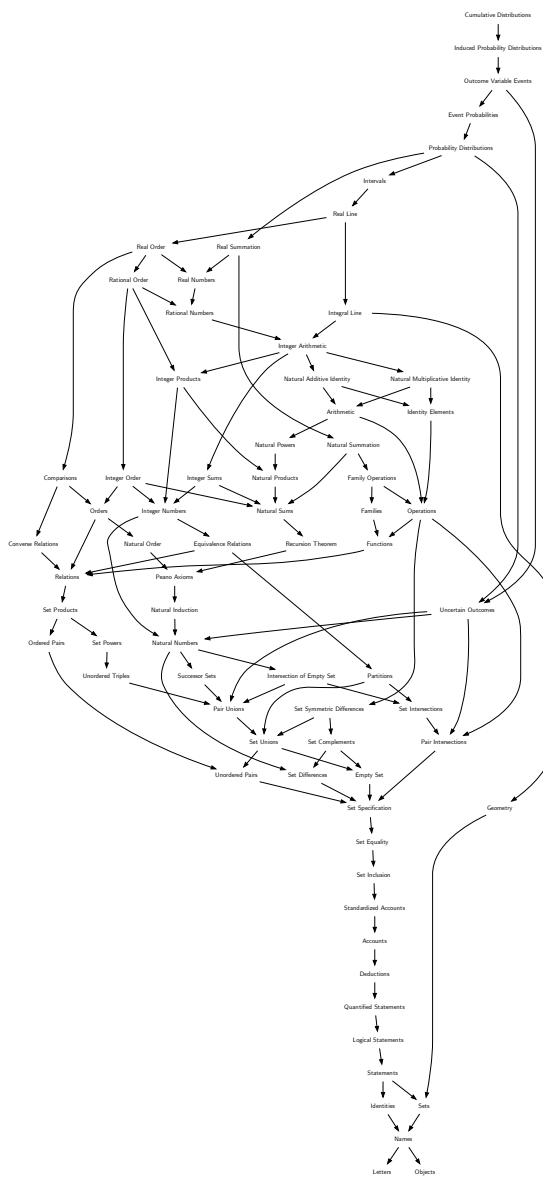 Cumulative Distributions
Induced Probability Distributions
Outcome Variable Events
Event Probabilities
Probability Distributions
Intervals
Real Line
Real Order
Real Summation
Rational Order
Real Numbers
Rational Numbers
Integral Line
Integer Arithmetic
Integer Products
Natural Additive Identity
Natural Multiplicative Identity
Arithmetic
Identity Elements
Natural Powers
Natural Summation
Comparisons
Integer Order
Integer Sums
Natural Products
Family Operations
Orders
Integer Numbers
Natural Sums
Families
Operations
Converse Relations
Natural Order
Equivalence Relations
Recursion Theorem
Functions
Relations
Peano Axioms
Set Products
Natural Induction
Uncertain Outcomes
Ordered Pairs
Set Powers
Natural Numbers
Unordered Triples
Successor Sets
Intersection of Empty Set
Partitions
Pair Unions
Set Symmetric Differences
Set Intersections
Set Unions
Set Complements
Pair Intersections
Unordered Pairs
Set Differences
Empty Set
Set Specification
Geometry
Set Equality
Set Inclusion
Standardized Accounts
Accounts
Deductions
Quantified Statements
Logical Statements
Statements
Identities
Sets
Names
Letters
Objects